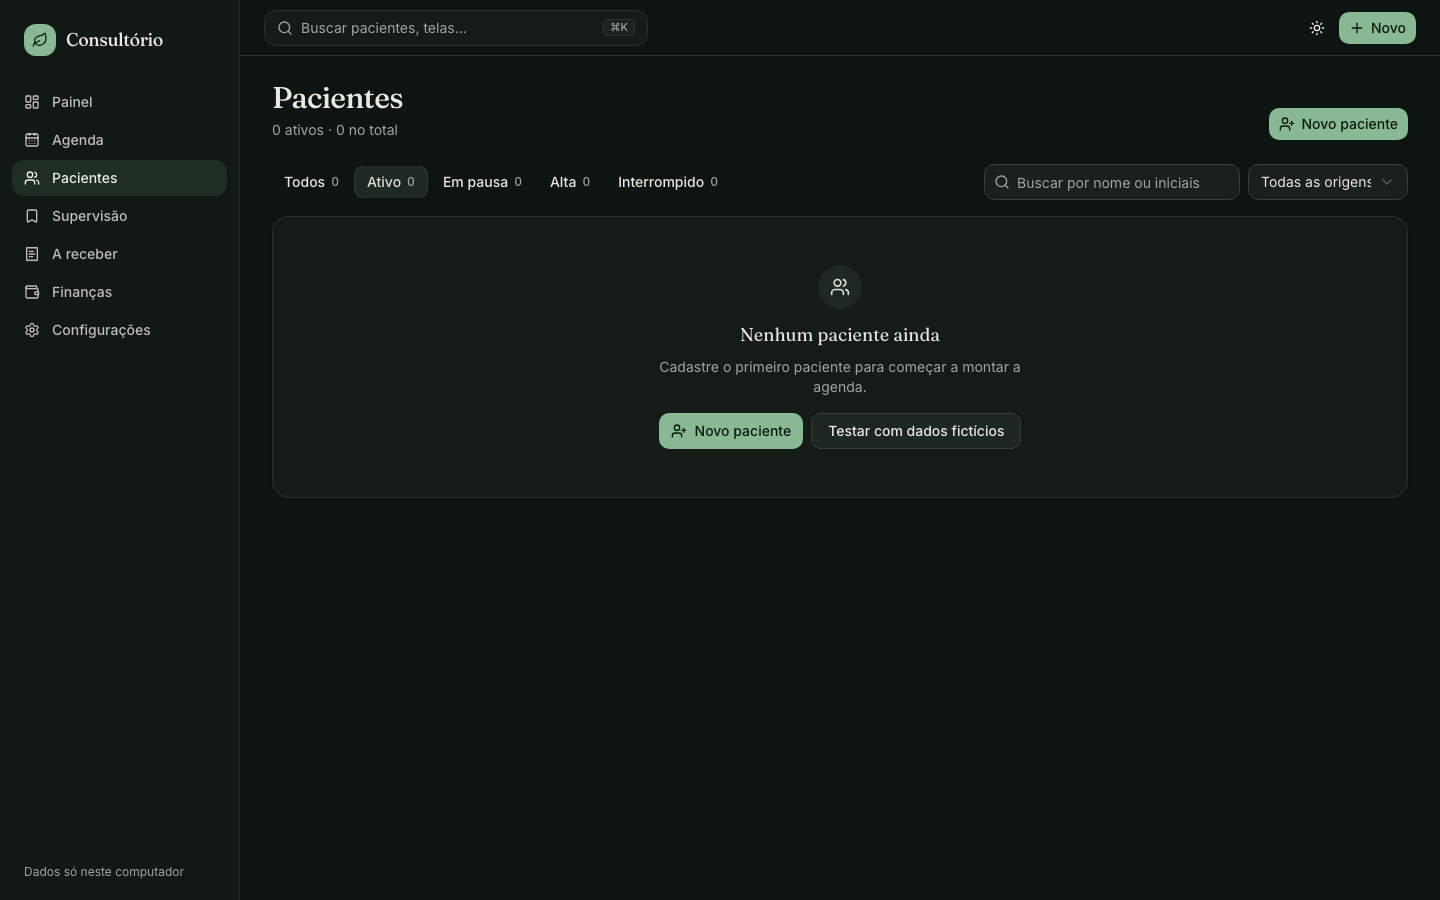 Consultório
Buscar pacientes, telas...
⌘K
Novo
Painel
Agenda
Pacientes
Supervisão
A receber
Finanças
Configurações
Pacientes
0 ativos · 0 no total
Novo paciente
Todos 0
Ativo 0
Em pausa 0
Alta 0
Interrompido 0
Buscar por nome ou iniciais
Todas as origens
Nenhum paciente ainda
Cadastre o primeiro paciente para começar a montar a
agenda.
Novo paciente
Testar com dados fictícios
Dados só neste computador